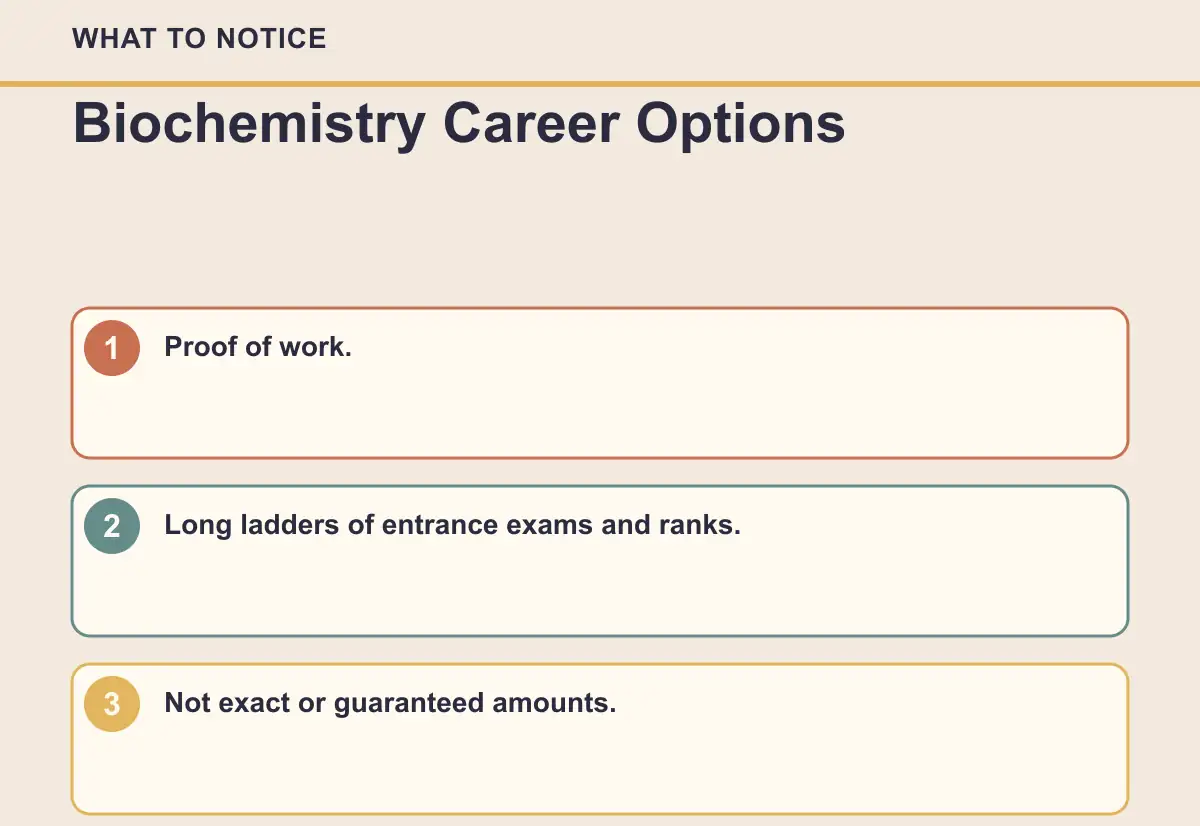 WHAT TO NOTICE
Biochemistry Career Options
1 Proof of work.
2 Long ladders of entrance exams and ranks.
3 Not exact or guaranteed amounts.